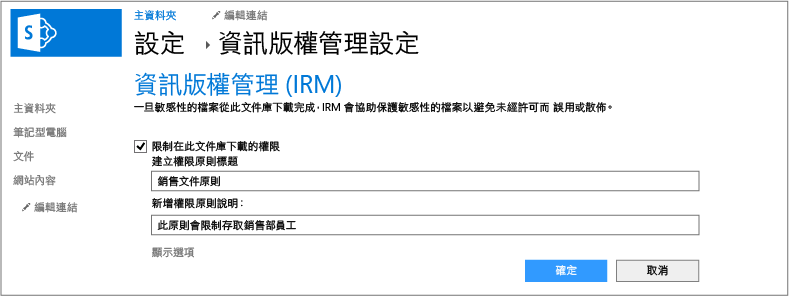 S
主資料夾
編輯連結
設定 ▸ 資訊版權管理設定
資訊版權管理 (IRM)
一旦敏感性的檔案從此文件庫下載完成，IRM 會協助保護敏感性的檔案以避免未經許可而 誤用或散佈。
主資料夾
筆記型電腦
文件
網站內容
編輯連結
限制在此文件庫下載的權限
建立權限原則標題
銷售文件原則
新增權限原則說明：
此原則會限制存取銷售部員工
顯示選項
確定
取消